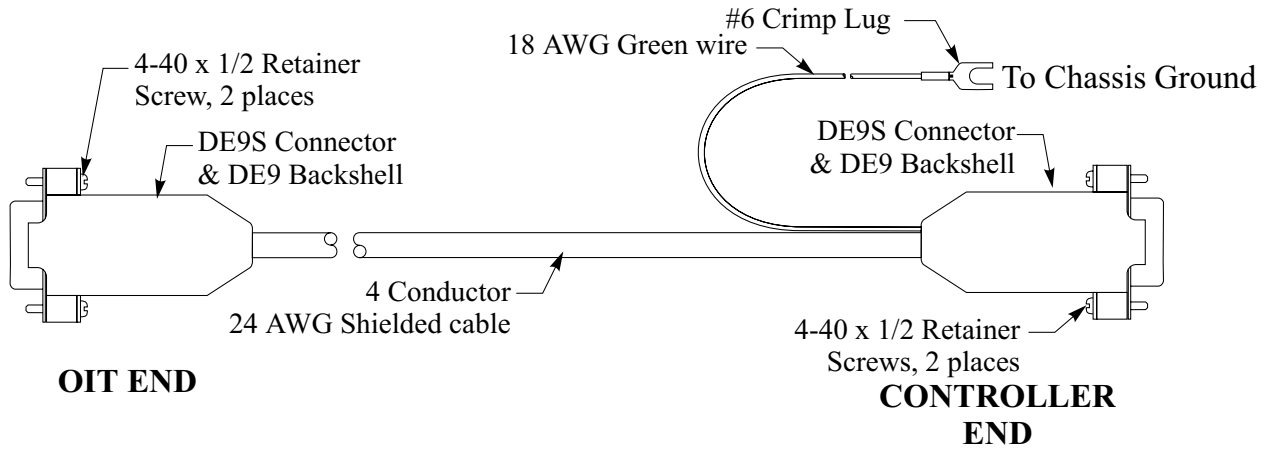 #6 Crimp Lug
18 AWG Green wire
To Chassis Ground
4-40 x 1/2 Retainer
Screw, 2 places
DE9S Connector
& DE9 Backshell
DE9S Connector
& DE9 Backshell
4 Conductor
24 AWG Shielded cable
4-40 x 1/2 Retainer
Screws, 2 places
OIT END
CONTROLLER
END